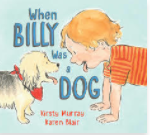 When
BILLY
Was
a
DOG
Kirsty Murray
Karen Blair